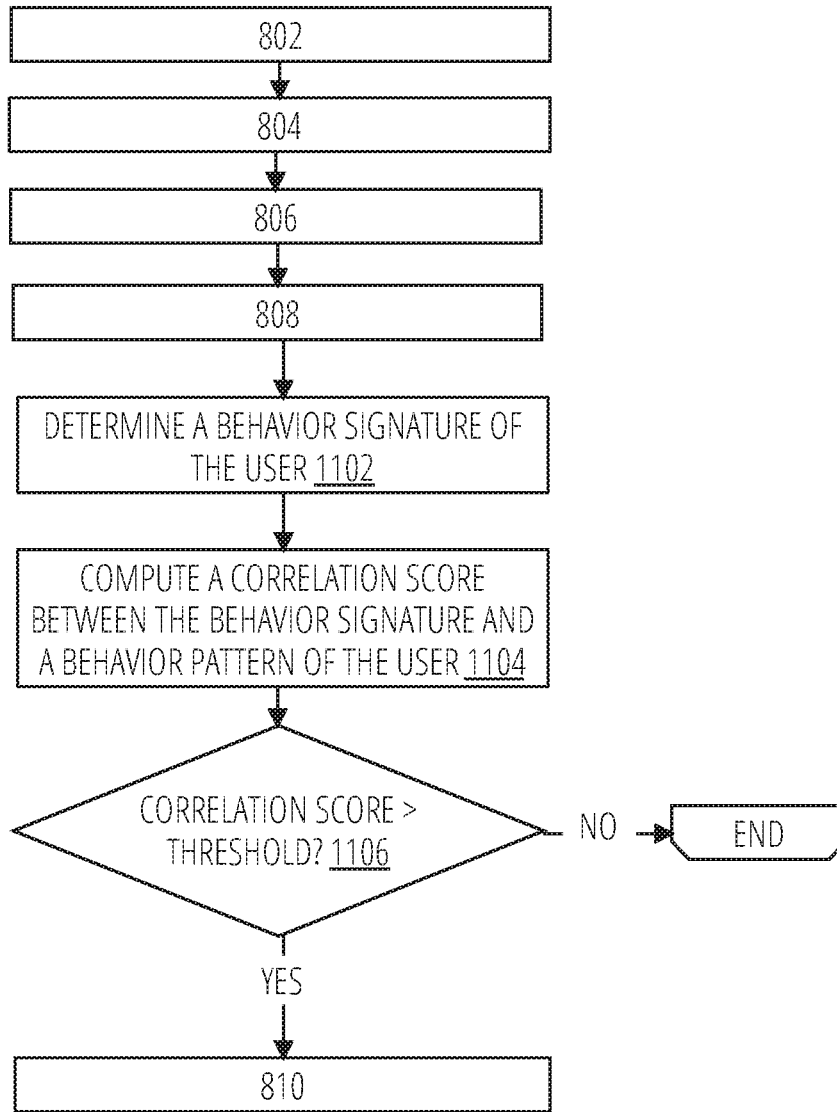 802
804
806
808
DETERMINE A BEHAVIOR SIGNATURE OF
THE USER 1102
COMPUTE A CORRELATION SCORE
BETWEEN THE BEHAVIOR SIGNATURE AND
A BEHAVIOR PATTERN OF THE USER 1104
CORRELATION SCORE >
THRESHOLD? 1106
NO
END
YES
810